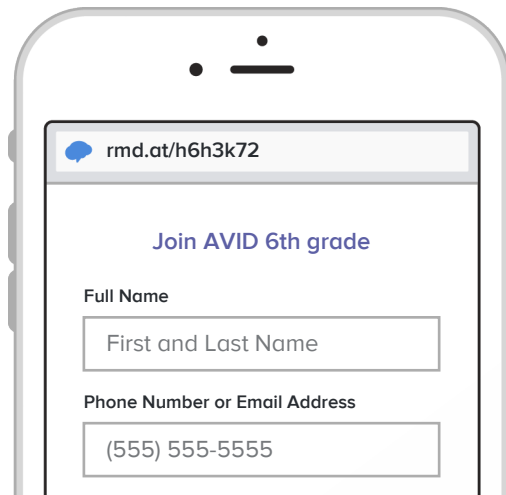 rmd.at/h6h3k72
Join AVID 6th grade
Full Name
First and Last Name
Phone Number or Email Address
(555) 555-5555